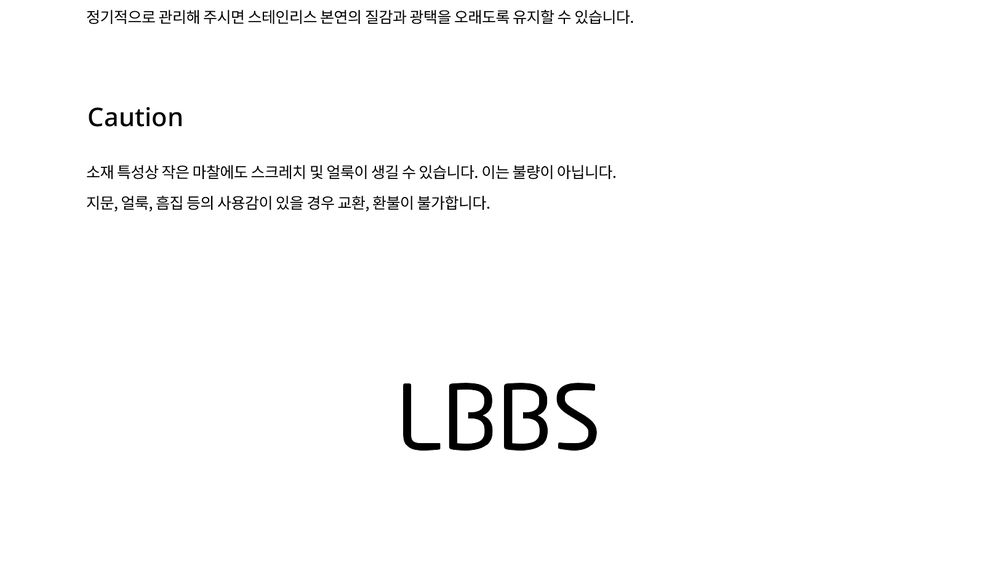 정기적으로 관리해 주시면 스테인리스 본연의 질감과 광택을 오래도록 유지할 수 있습니다.
Caution
소재 특성상 작은 마찰에도 스크레치 및 얼룩이 생길 수 있습니다. 이는 불량이 아닙니다.
지문, 얼룩, 흠집 등의 사용감이 있을 경우 교환, 환불이 불가합니다.
LBBS